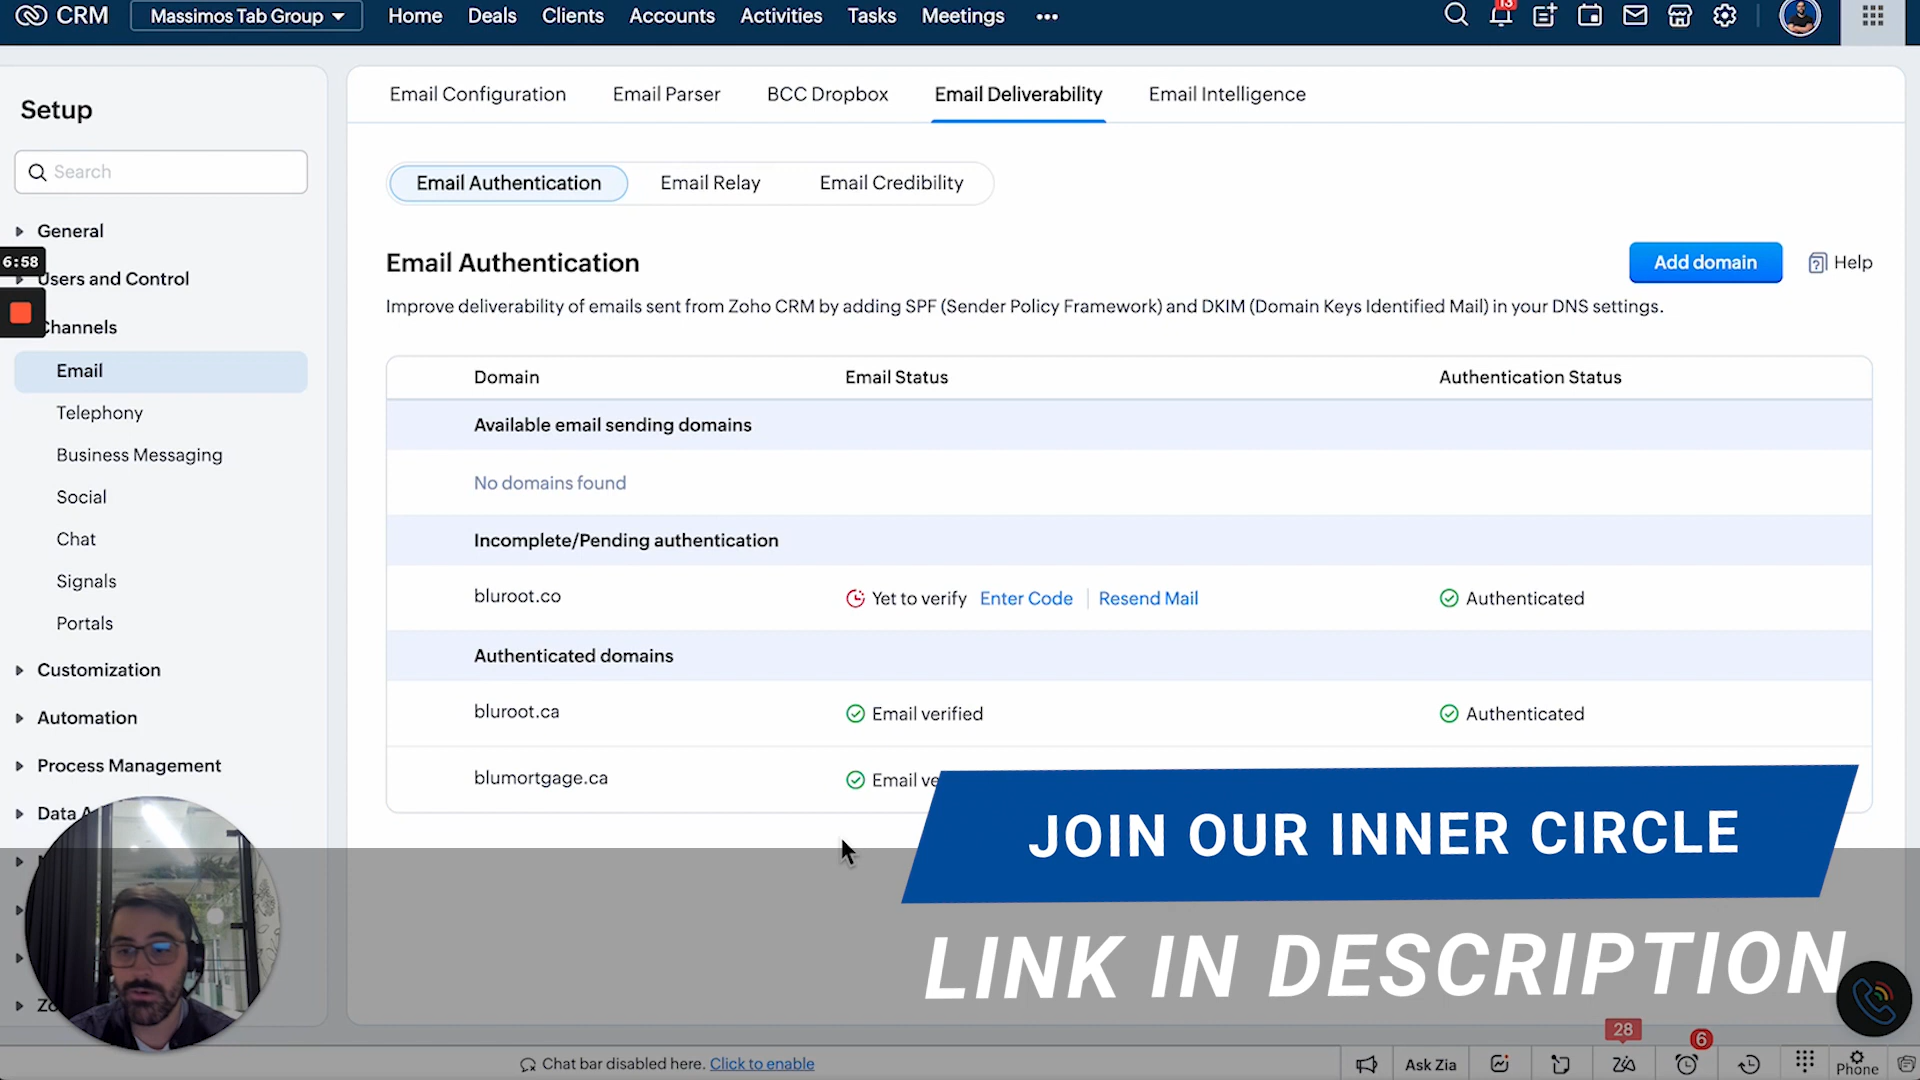 CRM
Massimos Tab Group
Home
Deals
Clients
Accounts
Activities
Tasks
Meetings
13
Setup
Search
General
6:58
Users and Control
Channels
Email
Telephony
Business Messaging
Social
Chat
Signals
Portals
Customization
Automation
Process Management
Data A
Email Configuration
Email Parser
BCC Dropbox
Email Deliverability
Email Intelligence
Email Authentication
Email Relay
Email Credibility
Email Authentication
Add domain
Help
Improve deliverability of emails sent from Zoho CRM by adding SPF (Sender Policy Framework) and DKIM (Domain Keys Identified Mail) in your DNS settings.
Domain
Email Status
Authentication Status
Available email sending domains
No domains found
Incomplete/Pending authentication
bluroot.co
Yet to verify
Enter Code
Resend Mail
Authenticated
Authenticated domains
bluroot.ca
Email verified
Authenticated
blumortgage.ca
Email ve
JOIN OUR INNER CIRCLE
LINK IN DESCRIPTION
Chat bar disabled here. Click to enable
Ask Zia
28
6
Phone